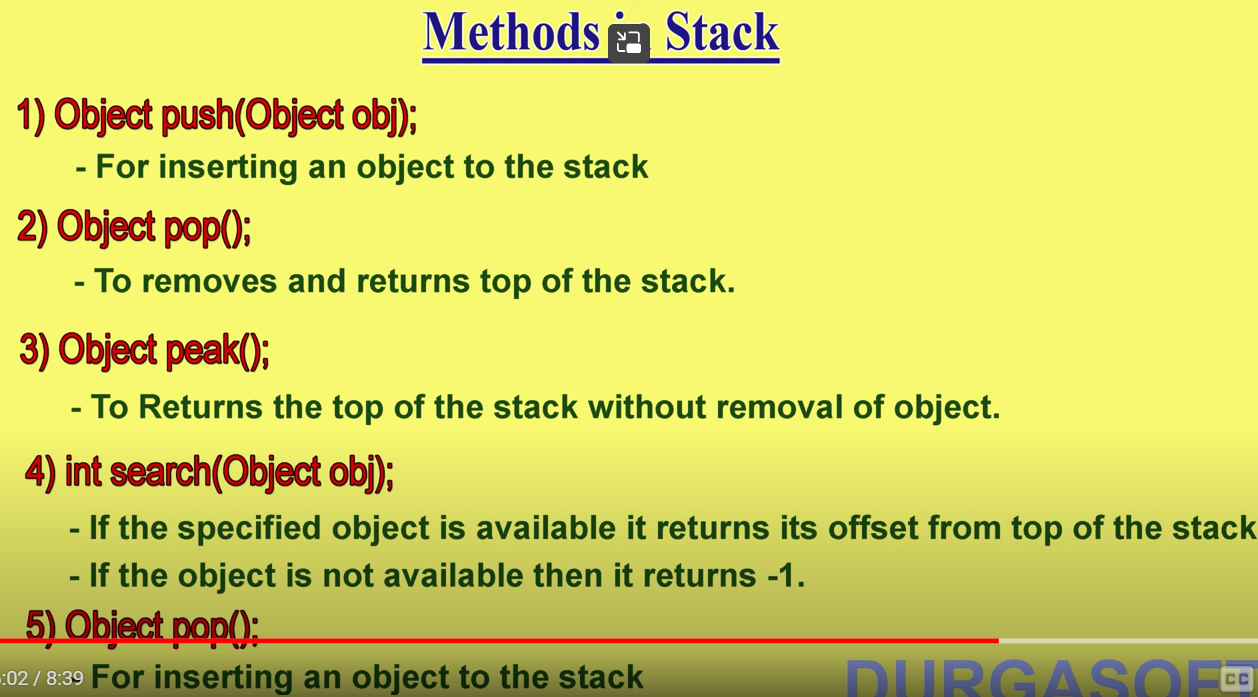 Methods Stack
1) Object push(Object obj);
- For inserting an object to the stack
2) Object pop();
- To removes and returns top of the stack.
3) Object peak();
- To Returns the top of the stack without removal of object.
4) int search(Object obj);
- If the specified object is available it returns its offset from top of the stack
- If the object is not available then it returns -1.
5) Object pop();
:02 / 8:39
- For inserting an object to the stack
CC